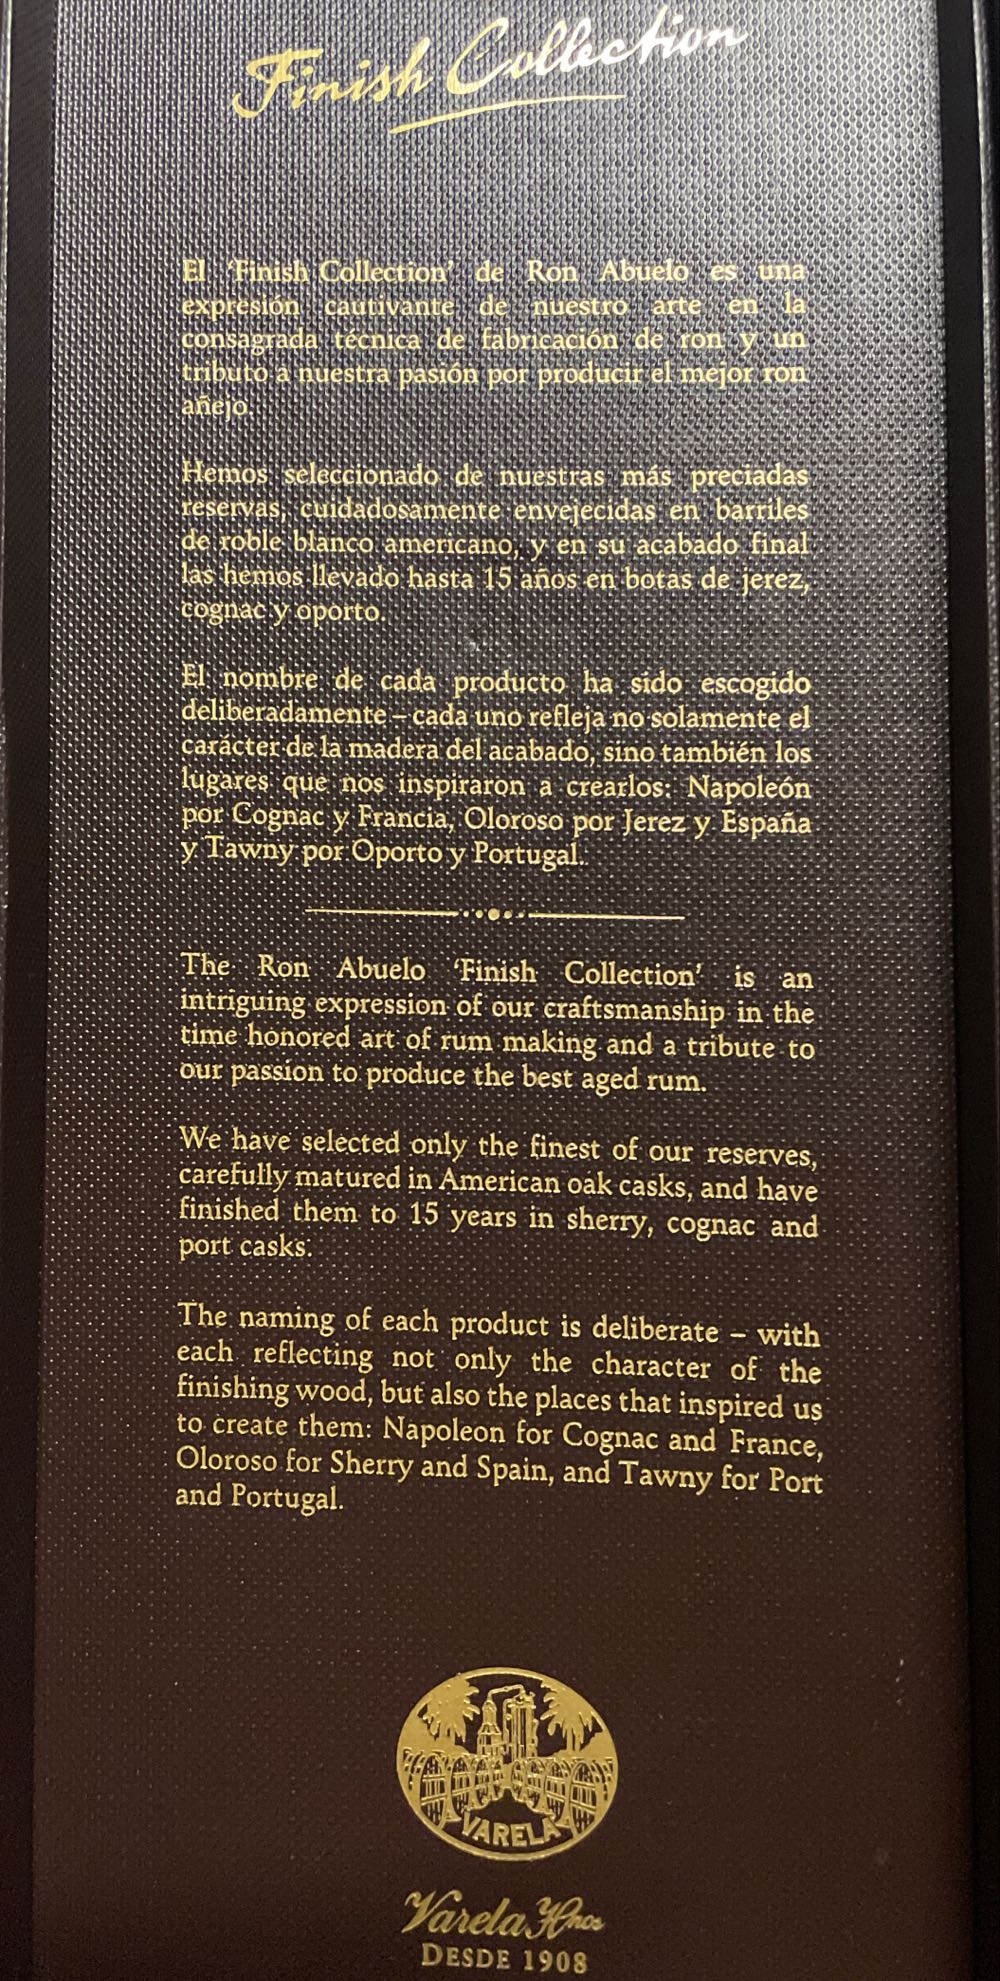 Finish Collection
El ‘Finish Collection’ de Ron Abuelo es una
expresión cautivante de nuestro arte en la
consagrada técnica de fabricación de ron y un
tributo a nuestra pasión por producir el mejor ron
añejo.
Hemos seleccionado de nuestras más preciadas
reservas, cuidadosamente envejecidas en barriles
de roble blanco americano, y en su acabado final
las hemos llevado hasta 15 años en botas de jerez,
cognac y oporto.
El nombre de cada producto ha sido escogido
deliberadamente – cada uno refleja no solamente el
carácter de la madera del acabado, sino también los
lugares que nos inspiraron a crearlos: Napoleón
por Cognac y Francia, Oloroso por Jerez y España
y Tawny por Oporto y Portugal.
The Ron Abuelo ‘Finish Collection’ is an
intriguing expression of our craftsmanship in the
time honored art of rum making and a tribute to
our passion to produce the best aged rum.
We have selected only the finest of our reserves,
carefully matured in American oak casks, and have
finished them to 15 years in sherry, cognac and
port casks.
The naming of each product is deliberate – with
each reflecting not only the character of the
finishing wood, but also the places that inspired us
to create them: Napoleon for Cognac and France,
Oloroso for Sherry and Spain, and Tawny for Port
and Portugal.
VARELA
Varela Hnos
DESDE 1908